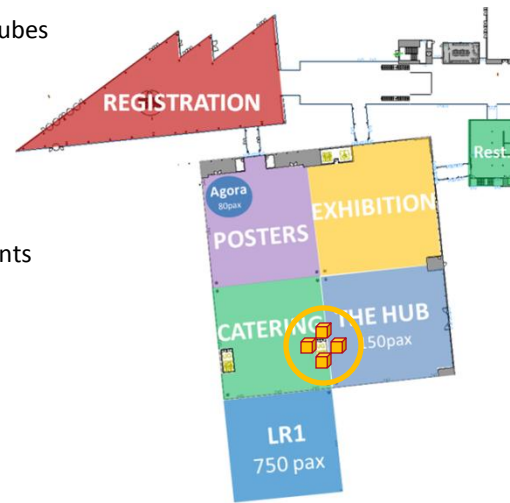 ubes
REGISTRATION
Rest.
Agora
80pax
POSTERS
EXHIBITION
nts
CATERING
THE HUB
150pax
LR1
750 pax